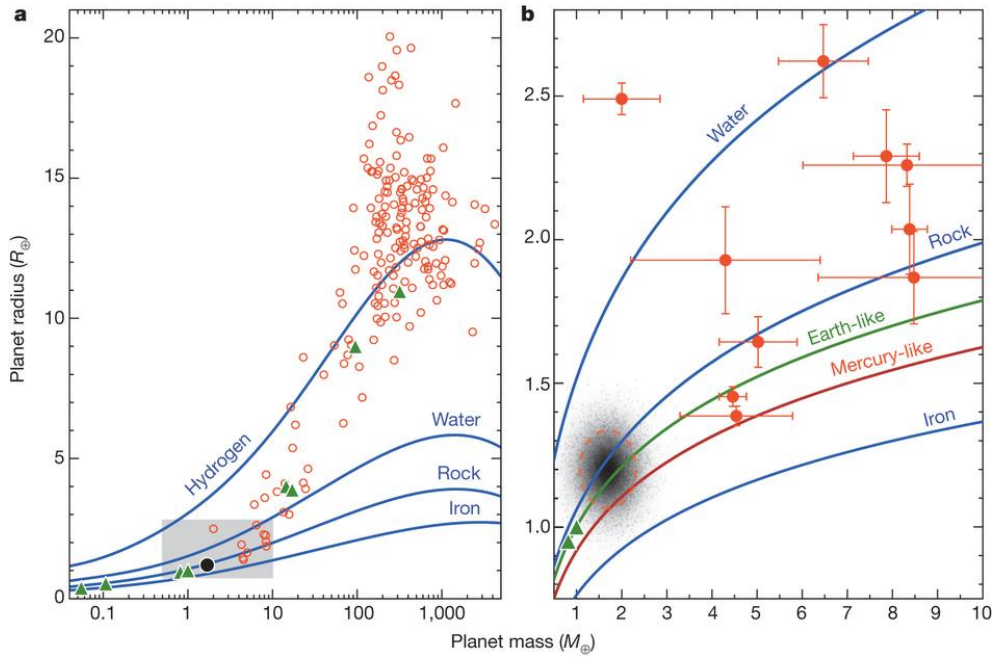 a
b
20
15
10
5
0
Planet radius (R⊕)
Hydrogen
Water
Rock
Iron
0.1
1
10
100
1,000
2.5
2.0
1.5
1.0
Water
Rock
Earth-like
Mercury-like
Iron
1
2
3
4
5
6
7
8
9
10
Planet mass (M⊕)